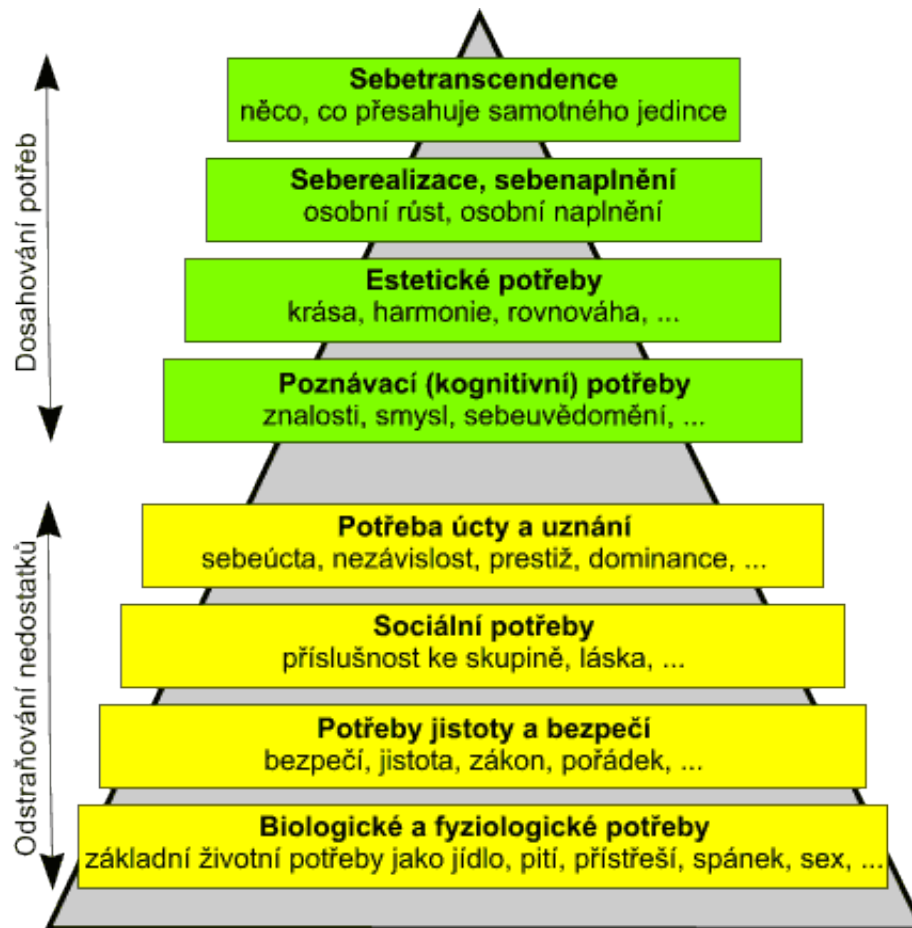 Sebetranscendence
něco, co přesahuje samotného jedince
Seberealizace, sebenaplnění
osobní růst, osobní naplnění
Estetické potřeby
krása, harmonie, rovnováha, ...
Poznávací (kognitivní) potřeby
znalosti, smysl, sebeuvědomění, ...
Dosahování potřeb
Potřeba úcty a uznání
sebeúcta, nezávislost, prestiž, dominance, ...
Sociální potřeby
příslušnost ke skupině, láska, ...
Potřeby jistoty a bezpečí
bezpečí, jistota, zákon, pořádek, ...
Biologické a fyziologické potřeby
základní životní potřeby jako jídlo, pití, přístřeší, spánek, sex, ...
Odstraňování nedostatků